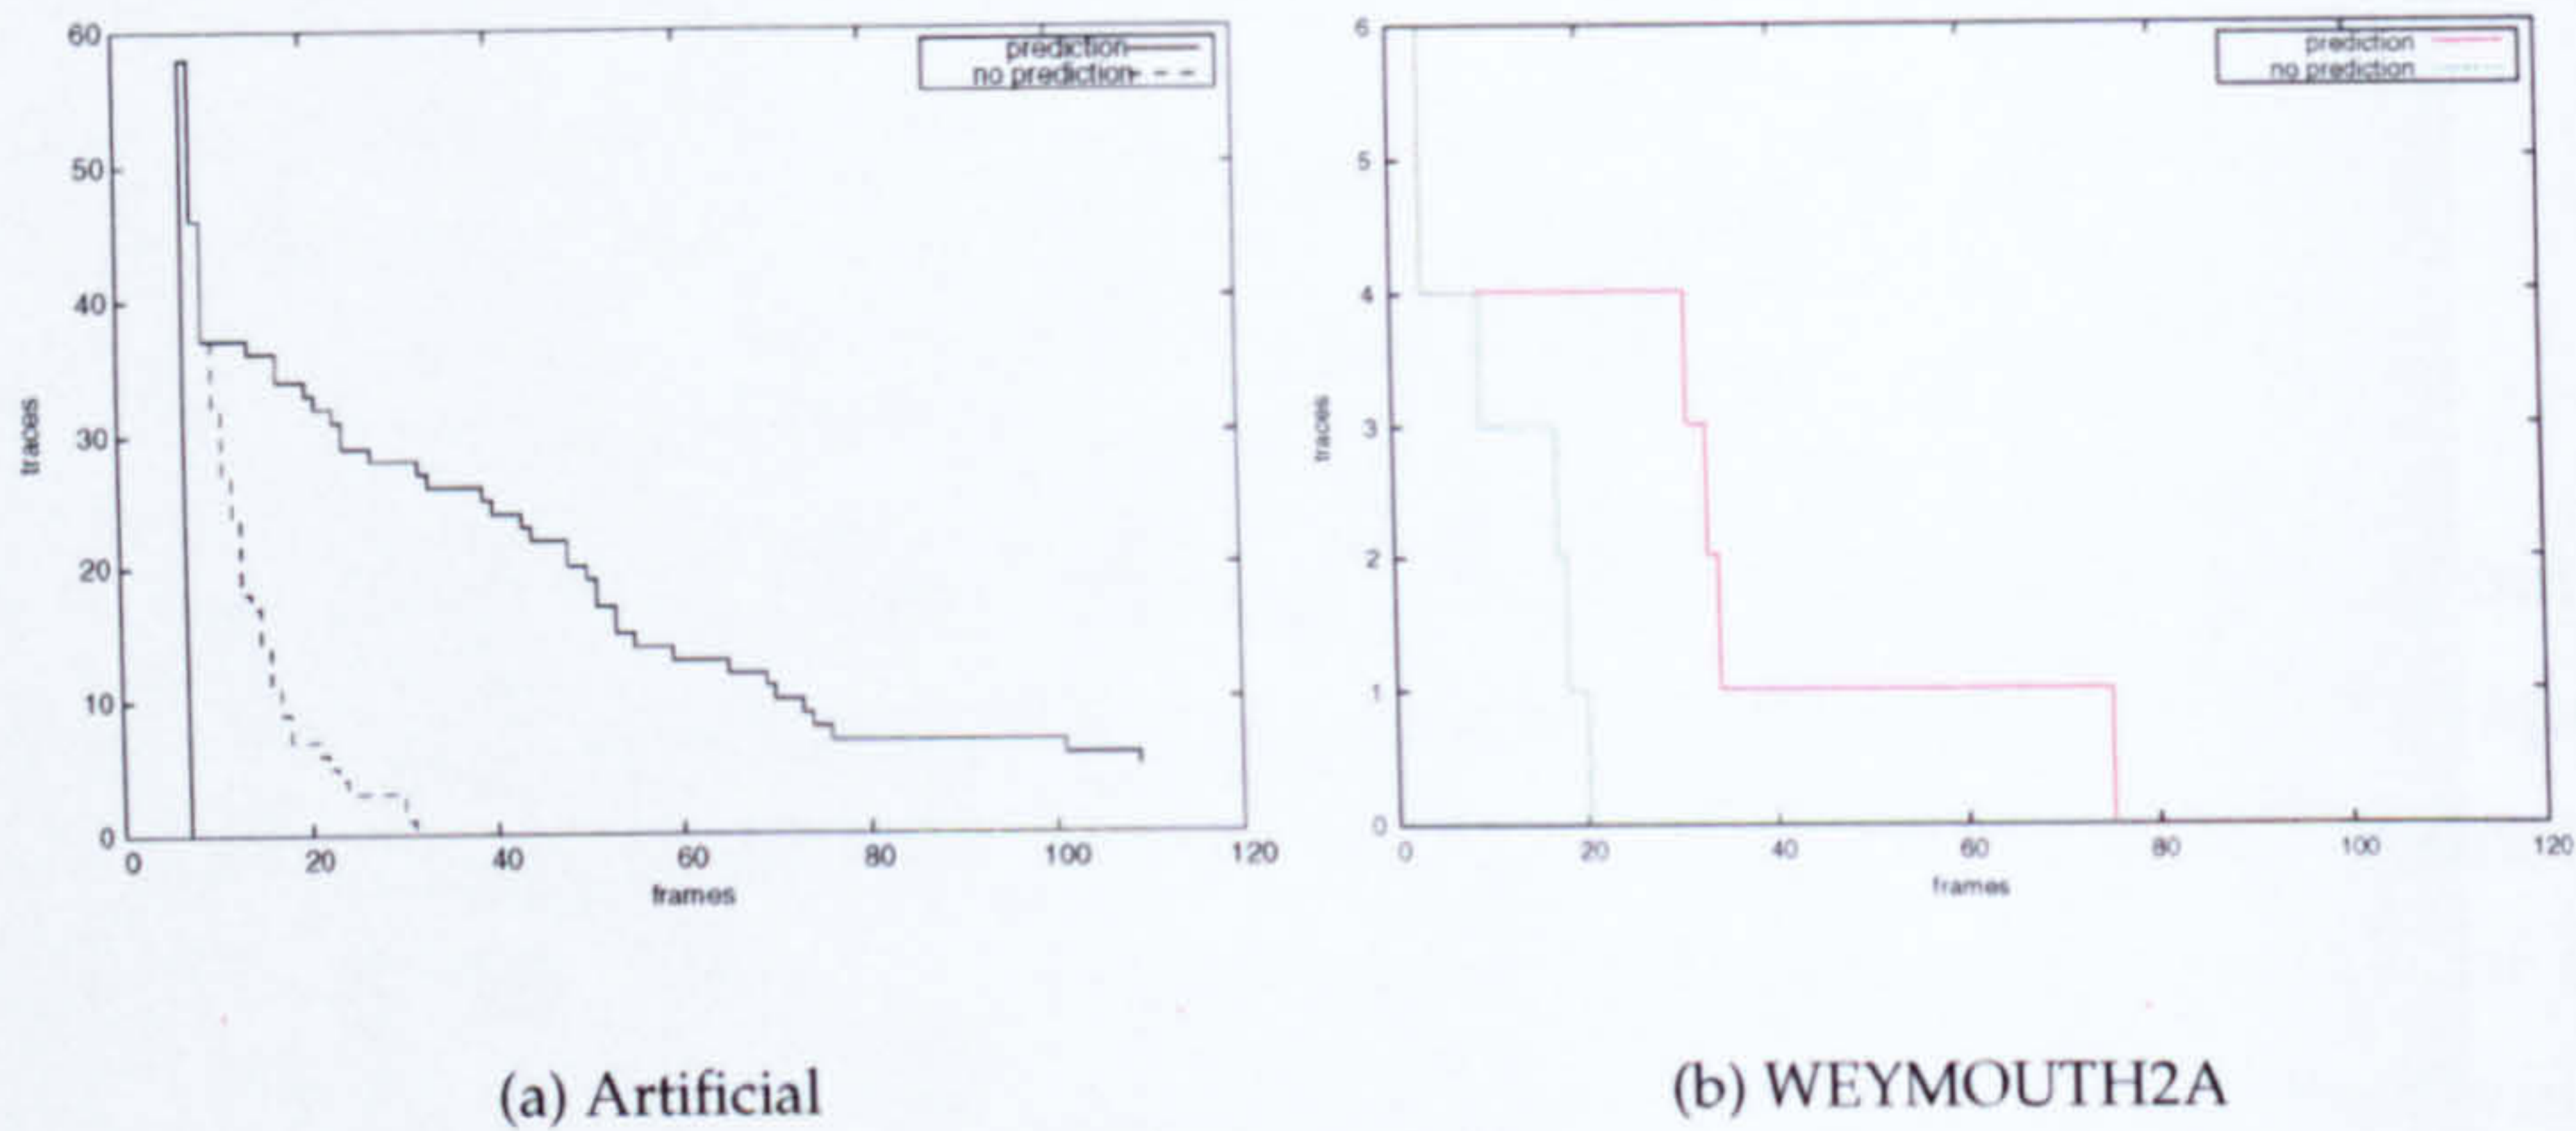 60
50
40
30
20
10
0
traces
prediction
no prediction
0 20 40 60 80 100 120
frames
(a) Artificial
6
5
4
3
2
1
0
traces
prediction
no prediction
0 20 40 60 80 100 120
frames
(b) WEYMOUTH2A